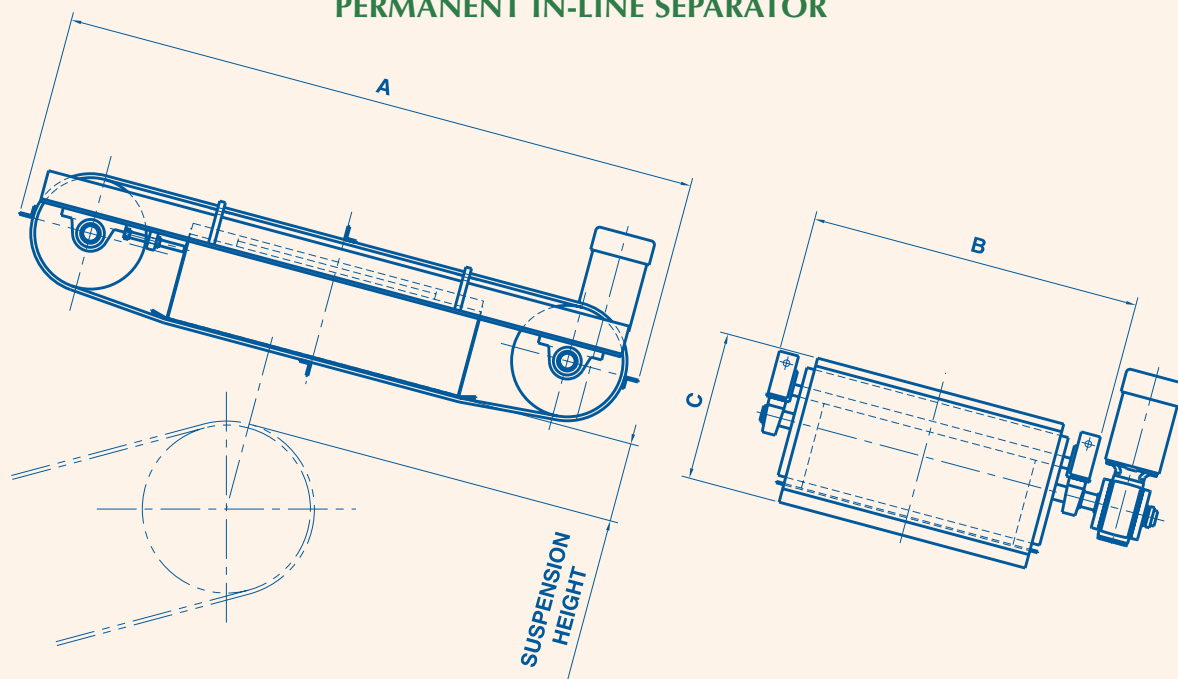 PERMANENT IN-LINE SEPARATOR
A
B
C
SUSPENSION
HEIGHT